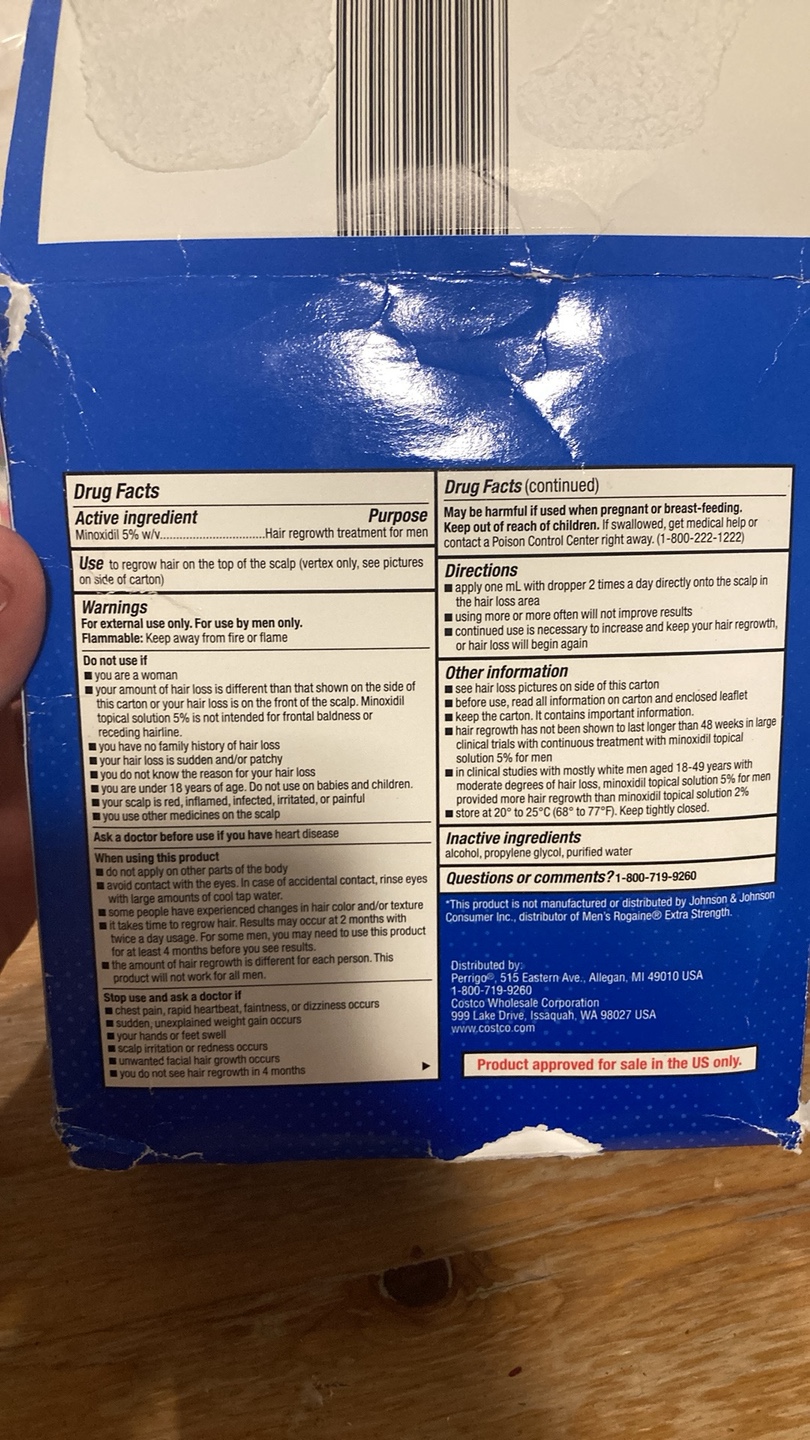 Drug Facts
Active ingredient Purpose
Minoxidil 5% w/v................................Hair regrowth treatment for men
Use to regrow hair on the top of the scalp (vertex only, see pictures
on side of carton)
Warnings
For external use only. For use by men only.
Flammable: Keep away from fire or flame
Do not use if
■ you are a woman
■ your amount of hair loss is different than that shown on the side of
this carton or your hair loss is on the front of the scalp. Minoxidil
topical solution 5% is not intended for frontal baldness or
receding hairline.
■ you have no family history of hair loss
■ your hair loss is sudden and/or patchy
■ you do not know the reason for your hair loss
■ you are under 18 years of age. Do not use on babies and children.
■ your scalp is red, inflamed, infected, irritated, or painful
■ you use other medicines on the scalp
Ask a doctor before use if you have heart disease
When using this product
■ do not apply on other parts of the body
■ avoid contact with the eyes. In case of accidental contact, rinse eyes
with large amounts of cool tap water.
■ some people have experienced changes in hair color and/or texture
■ it takes time to regrow hair. Results may occur at 2 months with
twice a day usage. For some men, you may need to use this product
for at least 4 months before you see results.
■ the amount of hair regrowth is different for each person. This
product will not work for all men.
Stop use and ask a doctor if
■ chest pain, rapid heartbeat, faintness, or dizziness occurs
■ sudden, unexplained weight gain occurs
■ your hands or feet swell
■ scalp irritation or redness occurs
■ unwanted facial hair growth occurs
■ you do not see hair regrowth in 4 months
Drug Facts (continued)
May be harmful if used when pregnant or breast-feeding.
Keep out of reach of children. If swallowed, get medical help or
contact a Poison Control Center right away. (1-800-222-1222)
Directions
■ apply one mL with dropper 2 times a day directly onto the scalp in
the hair loss area
■ using more or more often will not improve results
■ continued use is necessary to increase and keep your hair regrowth,
or hair loss will begin again
Other information
■ see hair loss pictures on side of this carton
■ before use, read all information on carton and enclosed leaflet
■ keep the carton. It contains important information.
■ hair regrowth has not been shown to last longer than 48 weeks in large
clinical trials with continuous treatment with minoxidil topical
solution 5% for men
■ in clinical studies with mostly white men aged 18-49 years with
moderate degrees of hair loss, minoxidil topical solution 5% for men
provided more hair regrowth than minoxidil topical solution 2%
■ store at 20° to 25°C (68° to 77°F). Keep tightly closed.
Inactive ingredients
alcohol, propylene glycol, purified water
Questions or comments? 1-800-719-9260
*This product is not manufactured or distributed by Johnson & Johnson
Consumer Inc., distributor of Men's Rogaine® Extra Strength.
Distributed by:
Perrigo®, 515 Eastern Ave., Allegan, MI 49010 USA
1-800-719-9260
Costco Wholesale Corporation
999 Lake Drive, Issaquah, WA 98027 USA
www.costco.com
Product approved for sale in the US only.